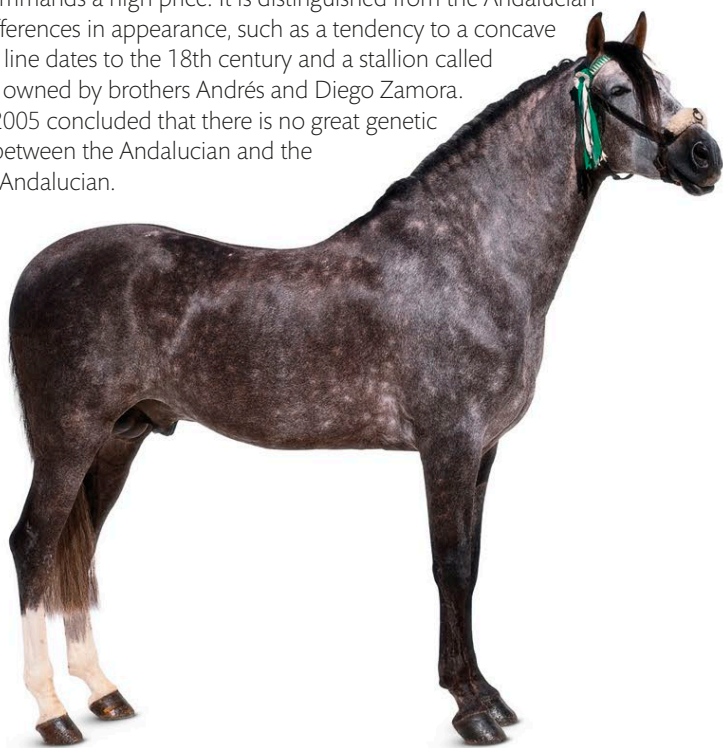 commands a high price. It is distinguished from the Andalucian
ferences in appearance, such as a tendency to a concave
line dates to the 18th century and a stallion called
owned by brothers Andrés and Diego Zamora.
2005 concluded that there is no great genetic
between the Andalucian and the
Andalucian.